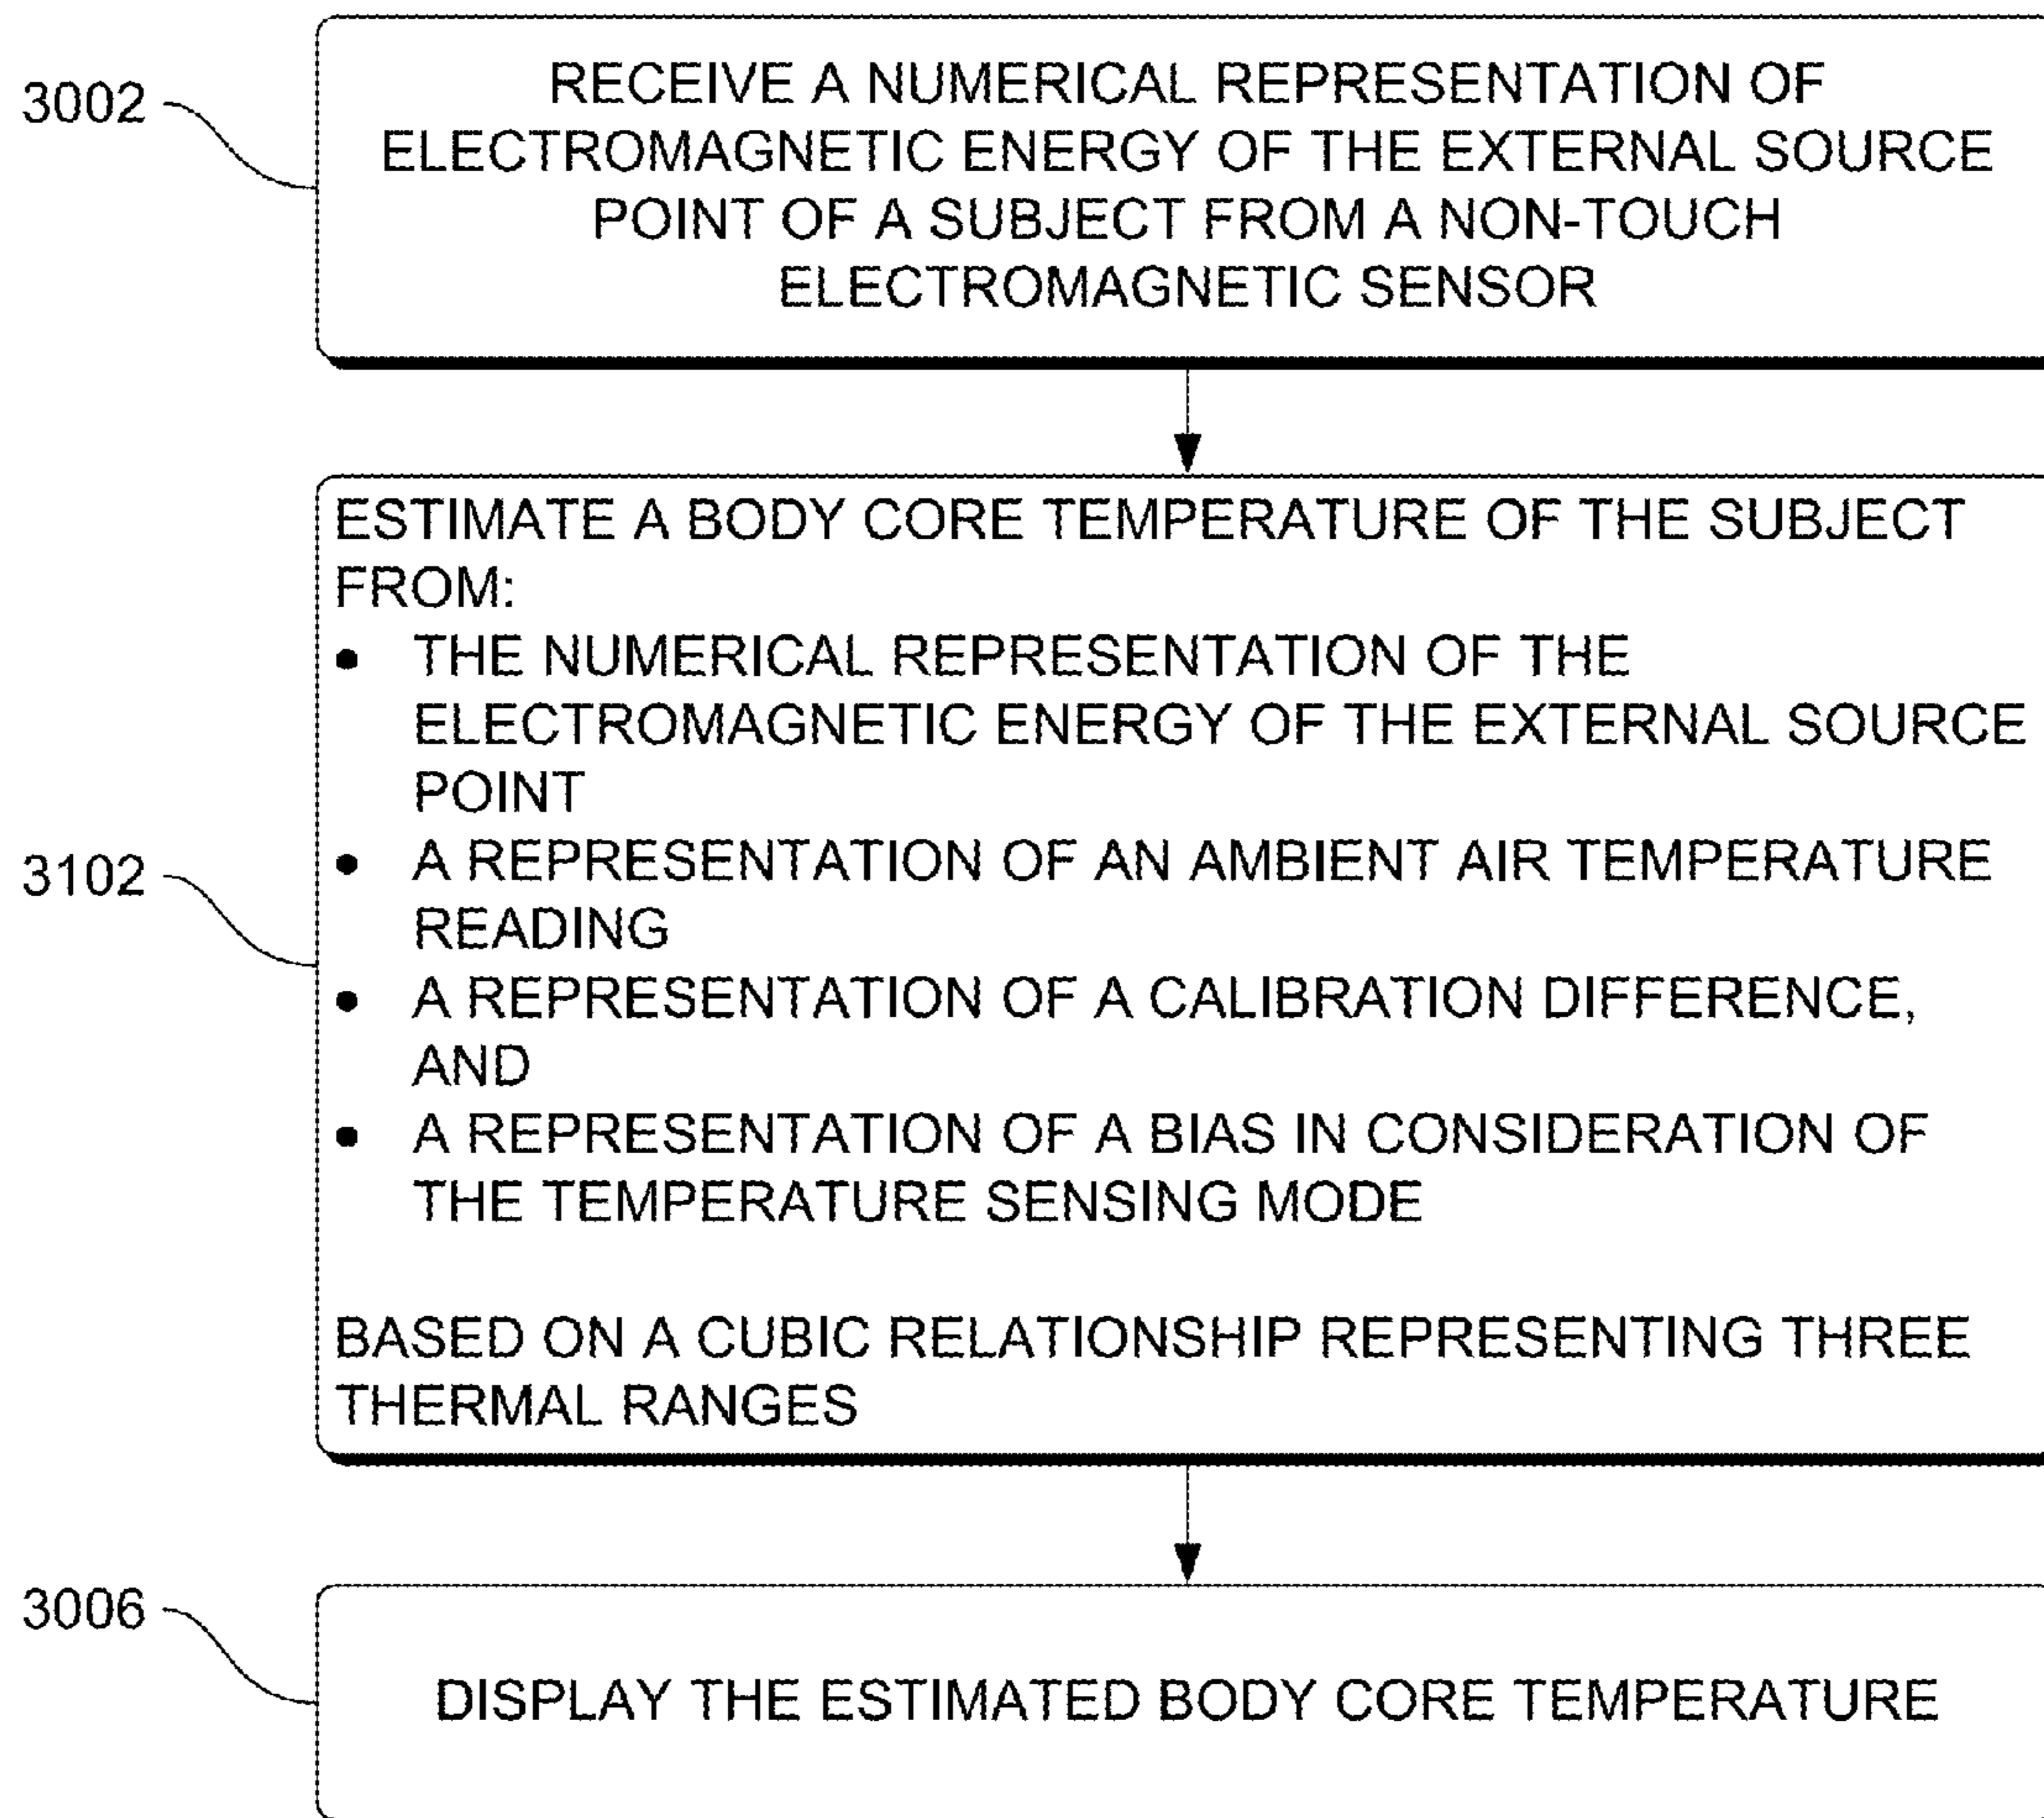 3002
RECEIVE A NUMERICAL REPRESENTATION OF
ELECTROMAGNETIC ENERGY OF THE EXTERNAL SOURCE
POINT OF A SUBJECT FROM A NON-TOUCH
ELECTROMAGNETIC SENSOR
3102
ESTIMATE A BODY CORE TEMPERATURE OF THE SUBJECT
FROM:
• THE NUMERICAL REPRESENTATION OF THE
ELECTROMAGNETIC ENERGY OF THE EXTERNAL SOURCE
POINT
• A REPRESENTATION OF AN AMBIENT AIR TEMPERATURE
READING
• A REPRESENTATION OF A CALIBRATION DIFFERENCE,
AND
• A REPRESENTATION OF A BIAS IN CONSIDERATION OF
THE TEMPERATURE SENSING MODE
BASED ON A CUBIC RELATIONSHIP REPRESENTING THREE
THERMAL RANGES
3006
DISPLAY THE ESTIMATED BODY CORE TEMPERATURE